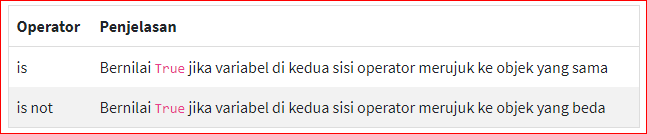 Operator Penjelasan
is Bernilai True jika variabel di kedua sisi operator merujuk ke objek yang sama
is not Bernilai True jika variabel di kedua sisi operator merujuk ke objek yang beda